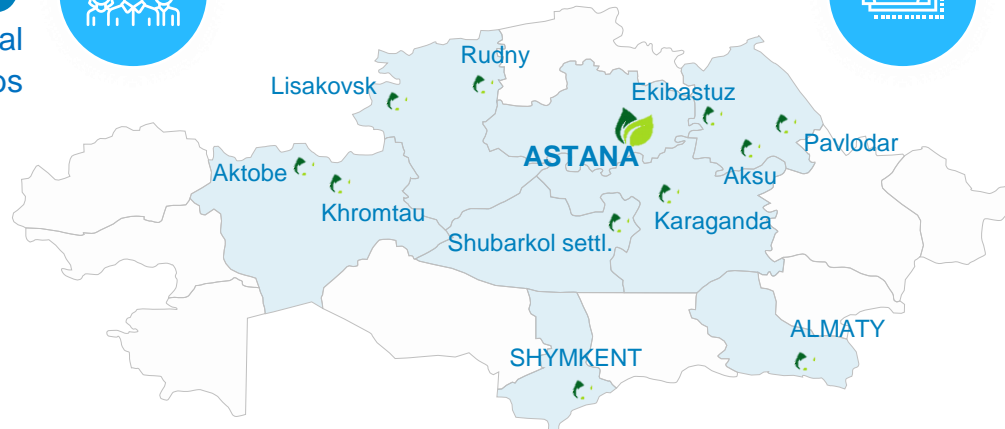 al
os
Rudny
Lisakovsk
Ekibastuz
Pavlodar
ASTANA
Aktobe
Aksu
Khromtau
Karaganda
Shubarkol settl.
ALMATY
SHYMKENT